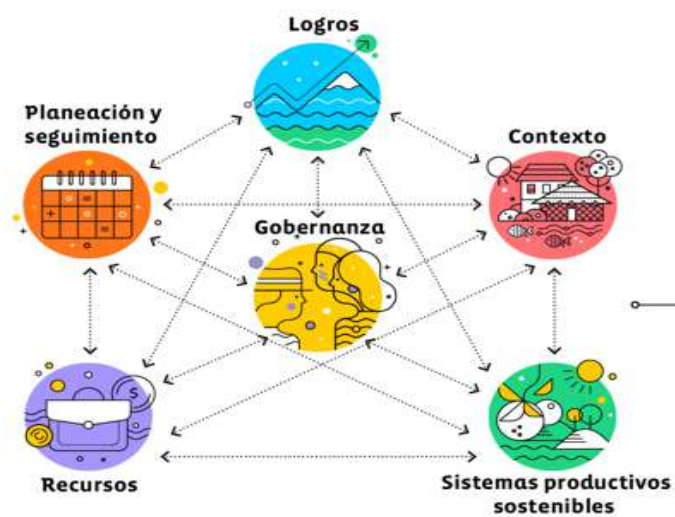 Logros
Planeación y
seguimiento
Contexto
Gobernanza
$
Recursos
Sistemas productivos
sostenibles